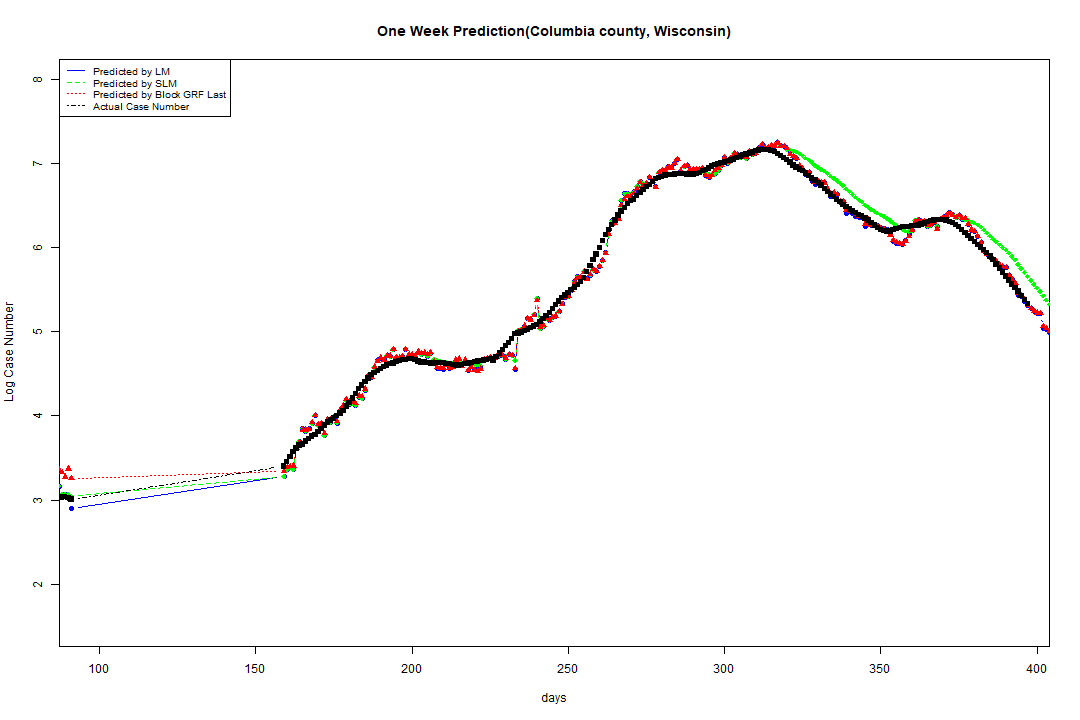 One Week Prediction(Columbia county, Wisconsin)
Predicted by LM
Predicted by SLM
Predicted by Block GRF Last
Actual Case Number
8
7
6
5
4
3
2
Log Case Number
100 150 200 250 300 350 400
days